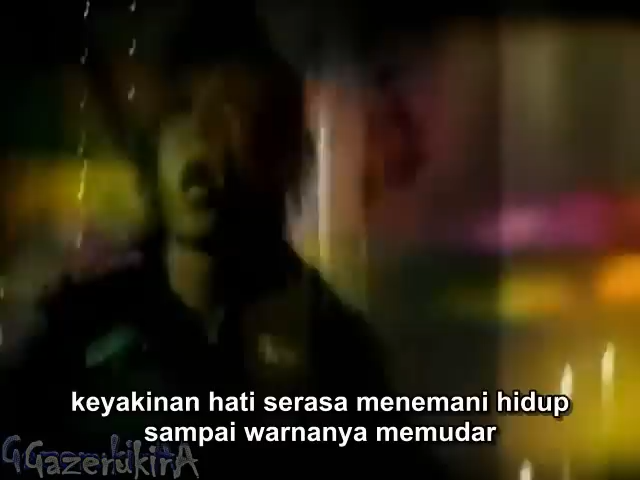 keyakinan hati serasa menemani hidup
sampai warnanya memudar
GazerukirA